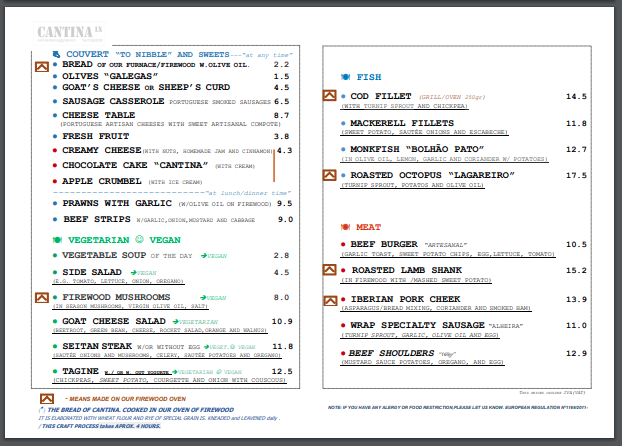 CANTINA LX
COUVERT "TO NIBBLE" AND SWEETS---"at any time"
BREAD OF OUR FURNACE/FIREWOOD W.OLIVE OIL. 2.2
OLIVES "GALEGAS" 1.5
GOAT'S CHEESE OR SHEEP'S CURD 4.5
SAUSAGE CASSEROLE PORTUGUESE SMOKED SAUSAGES 6.5
CHEESE TABLE 8.7
(PORTUGUESE ARTISAN CHEESES WITH SWEET ARTISANAL COMPOTE)
FRESH FRUIT 3.8
CREAMY CHEESE (WITH NUTS, HOMEMADE JAM AND CINNAMON) 4.3
CHOCOLATE CAKE "CANTINA" (WITH CREAM)
APPLE CRUMBEL (WITH ICE CREAM)
"at lunch/dinner time"
PRAWNS WITH GARLIC (W/OLIVE OIL ON FIREWOOD) 9.5
BEEF STRIPS W/GARLIC,ONION,MUSTARD AND CABBAGE 9.0
VEGETARIAN ☺ VEGAN
VEGETABLE SOUP OF THE DAY ➔VEGAN 2.8
SIDE SALAD ➔VEGAN 4.5
(E.G. TOMATO, LETTUCE, ONION, OREGANO)
FIREWOOD MUSHROOMS ➔VEGAN 8.0
(IN SEASON MUSHROOMS, VIRGIN OLIVE OIL, SALT)
GOAT CHEESE SALAD ➔VEGETARIAN 10.9
(BEETROOT, GREEN BEAN, CHEESE, ROCKET SALAD,ORANGE AND WALNUS)
SEITAN STEAK W/OR WITHOUT EGG ➔VEGET.☺ VEGAN 11.8
(SAUTÉE ONIONS AND MUSHROOMS, CELERY, SAUTÉE POTATOES AND OREGANO)
TAGINE W./ OR W. OUT YOGURTE ➔VEGETARIAN ☺ VEGAN 12.5
(CHICKPEAS, SWEET POTATO, COURGETTE AND ONION WITH COUSCOUS)
- MEANS MADE ON OUR FIREWOOD OVEN
(*) THE BREAD OF CANTINA. COOKED IN OUR OVEN OF FIREWOOD
IT IS ELABORATED WITH WHEAT FLOUR AND RYE OF SPECIAL GRAIN IS. KNEADED and LEAVENED daily .
/ THIS CRAFT PROCESS takes APROX. 4 HOURS.
FISH
COD FILLET (GRILL/OVEN 250gr) 14.5
(WITH TURNIP SPROUT AND CHICKPEA)
MACKERELL FILLETS 11.8
(SWEET POTATO, SAUTÉE ONIONS AND ESCABECHE)
MONKFISH "BOLHÃO PATO" 12.7
(IN OLIVE OIL, LEMON, GARLIC AND CORIANDER W/ POTATOES)
ROASTED OCTOPUS "LAGAREIRO" 17.5
(TURNIP SPROUT, POTATOS AND OLIVE OIL)
MEAT
BEEF BURGER "ARTESANAL" 10.5
(GARLIC TOAST, SWEET POTATO CHIPS, EGG,LETTUCE, TOMATO)
ROASTED LAMB SHANK 15.2
(IN FIREWOOD WITH /MASHED SWEET POTATO)
IBERIAN PORK CHEEK 13.9
(ASPARAGUS/BREAD MIXING, CORIANDER AND SMOKED HAM)
WRAP SPECIALTY SAUSAGE "ALHEIRA" 11.0
(TURNIP SPROUT, GARLIC, OLIVE OIL AND EGG)
BEEF SHOULDERS 12.9
(MUSTARD SAUCE POTATOES, OREGANO, AND EGG)
NOTE: IF YOU HAVE ANY ALERGY OR FOOD RESTRICTION,PLEASE LET US KNOW. EUROPEAN REGULATION Nº1169/2011-